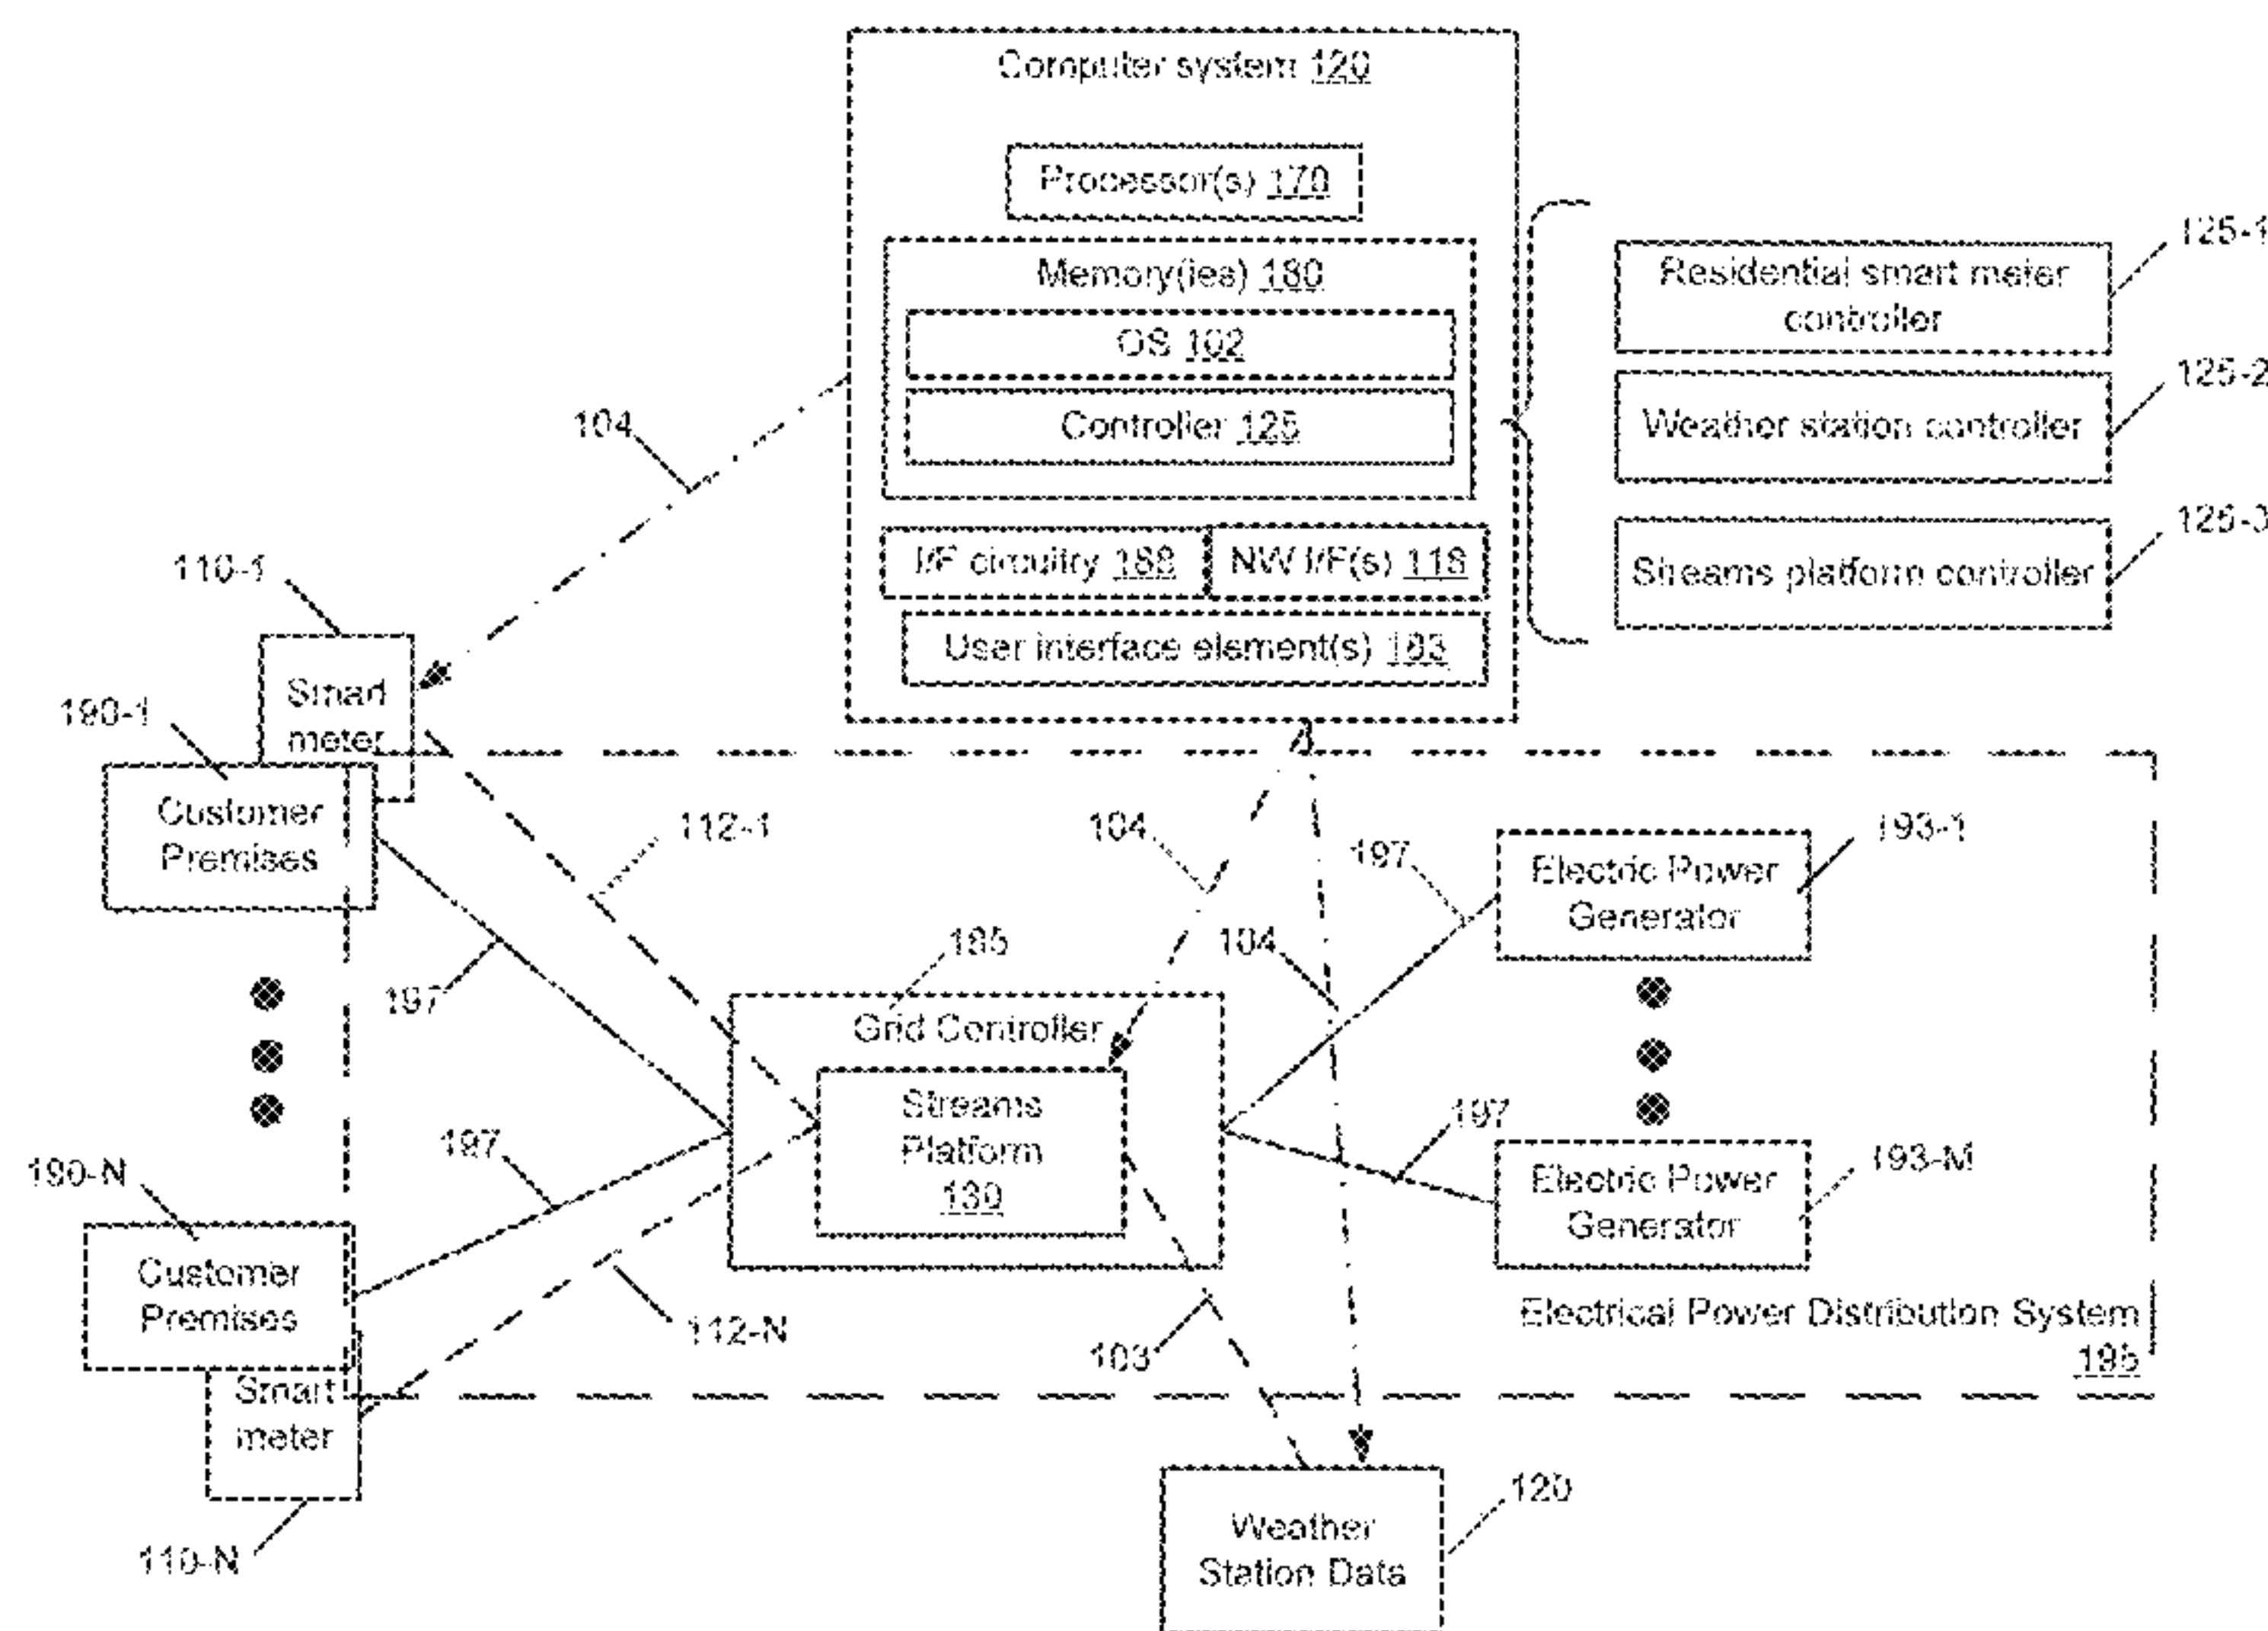 Computer system 120
Processor(s) 170
Memory(ies) 180
OS 102
Controller 125
I/F circuitry 188
NW I/F(s) 118
User interface element(s) 163
125-1
Residential smart meter
controller
125-2
Weather station controller
125-3
Streams platform controller
104
110-1
Smart
meter
190-1
Customer
Premises
112-1
104
197
193-1
Electric Power
Generator
104
185
197
Grid Controller
Streams
Platform
130
197
197
193-M
Electric Power
Generator
190-N
Customer
Premises
112-N
103
Electrical Power Distribution System
195
Smart
meter
110-N
120
Weather
Station Data